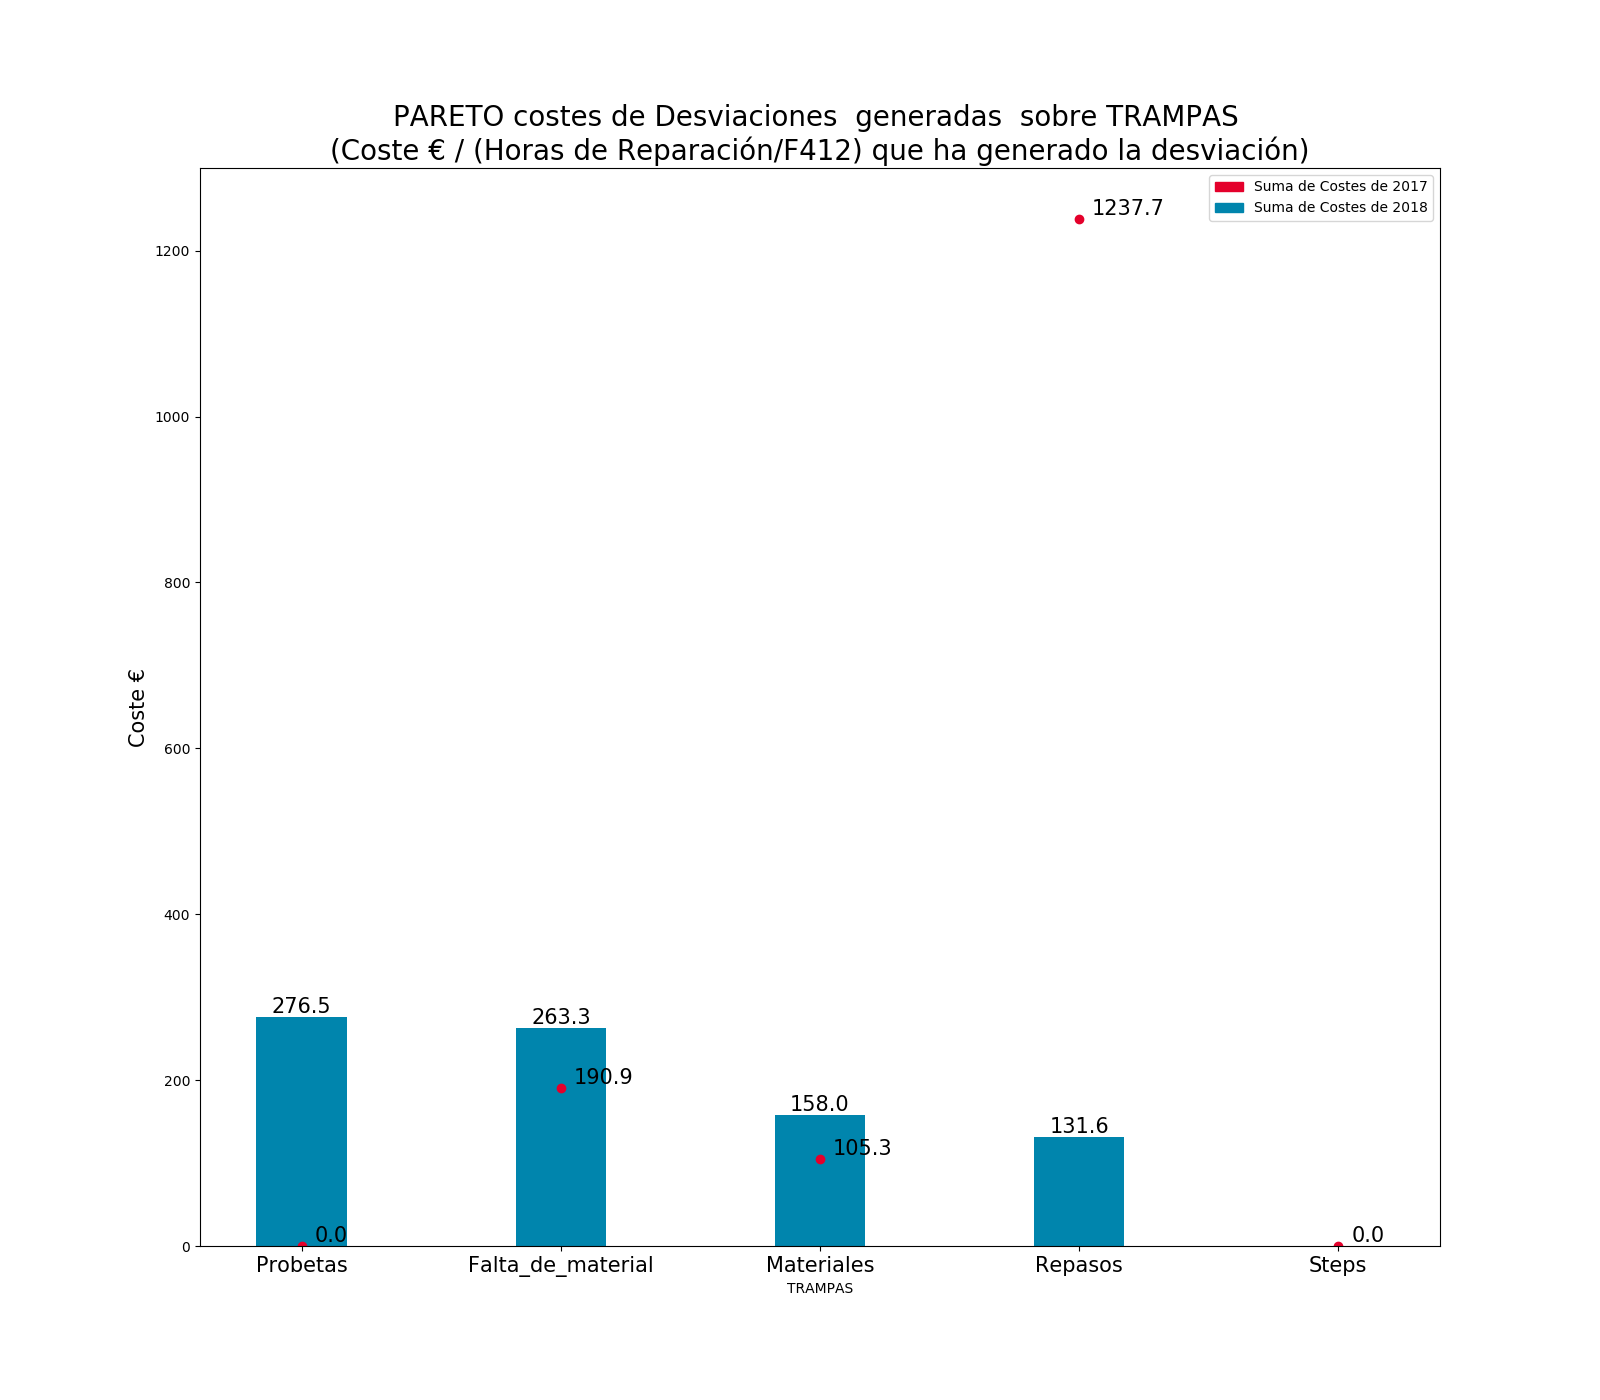 PARETO costes de Desviaciones  generadas  sobre TRAMPAS
(Coste € / (Horas de Reparación/F412) que ha generado la desviación)
Suma de Costes de 2017
Suma de Costes de 2018
1237.7
1200
1000
800
600
400
200
0
Coste €
276.5
263.3
190.9
158.0
105.3
131.6
0.0
0.0
Probetas
Falta_de_material
Materiales
Repasos
Steps
TRAMPAS